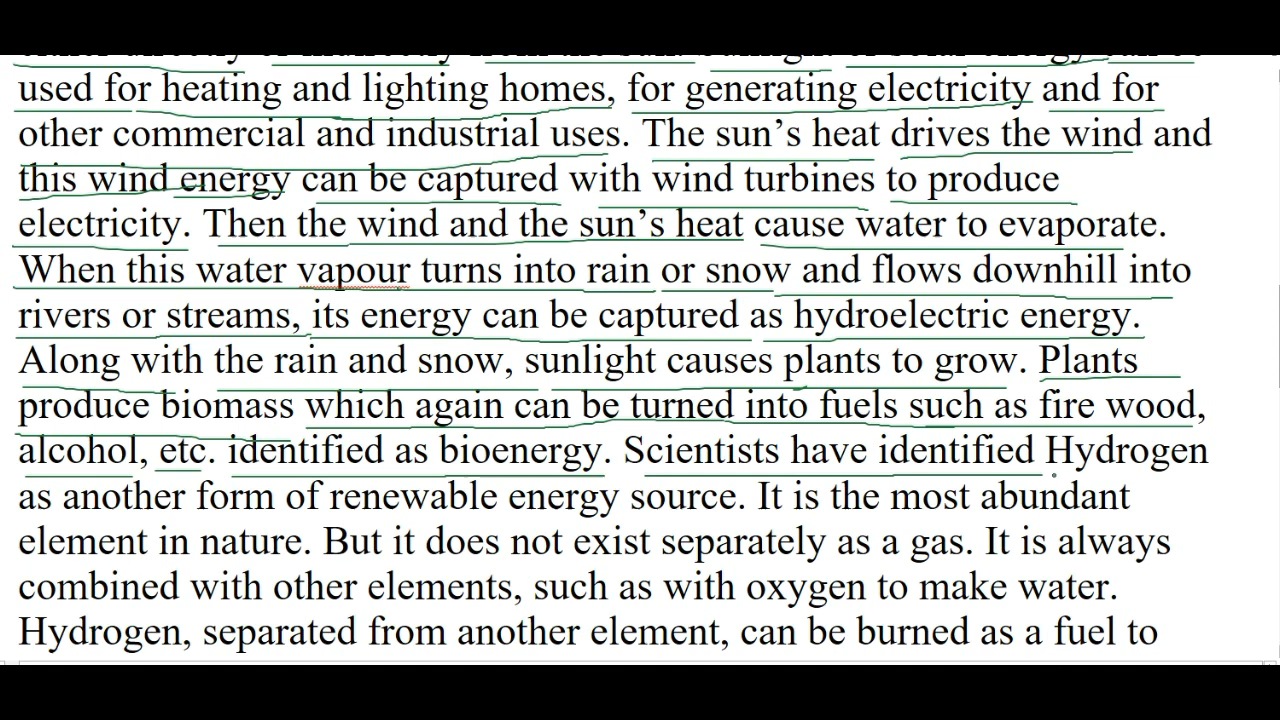 used for heating and lighting homes, for generating electricity and for
other commercial and industrial uses. The sun's heat drives the wind and
this wind energy can be captured with wind turbines to produce
electricity. Then the wind and the sun's heat cause water to evaporate.
When this water vapour turns into rain or snow and flows downhill into
rivers or streams, its energy can be captured as hydroelectric energy.
Along with the rain and snow, sunlight causes plants to grow. Plants
produce biomass which again can be turned into fuels such as fire wood,
alcohol, etc. identified as bioenergy. Scientists have identified Hydrogen
as another form of renewable energy source. It is the most abundant
element in nature. But it does not exist separately as a gas. It is always
combined with other elements, such as with oxygen to make water.
Hydrogen, separated from another element, can be burned as a fuel to